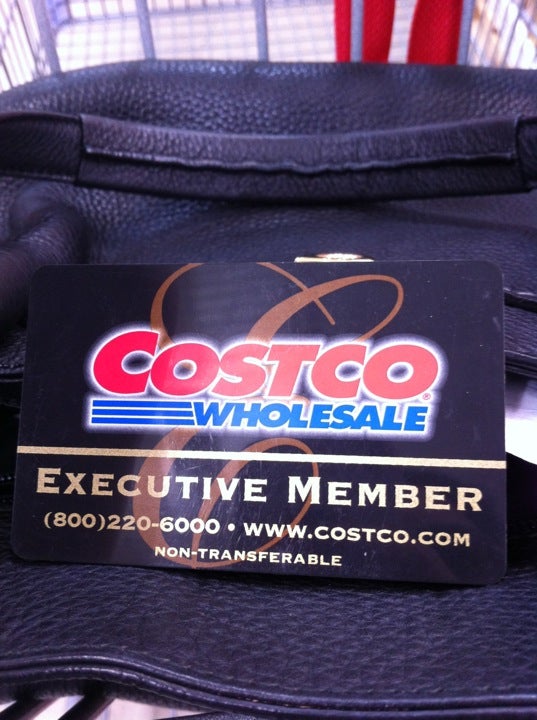 COSTCO
WHOLESALE
EXECUTIVE MEMBER
(800)220-6000 • WWW.COSTCO.COM
NON-TRANSFERABLE